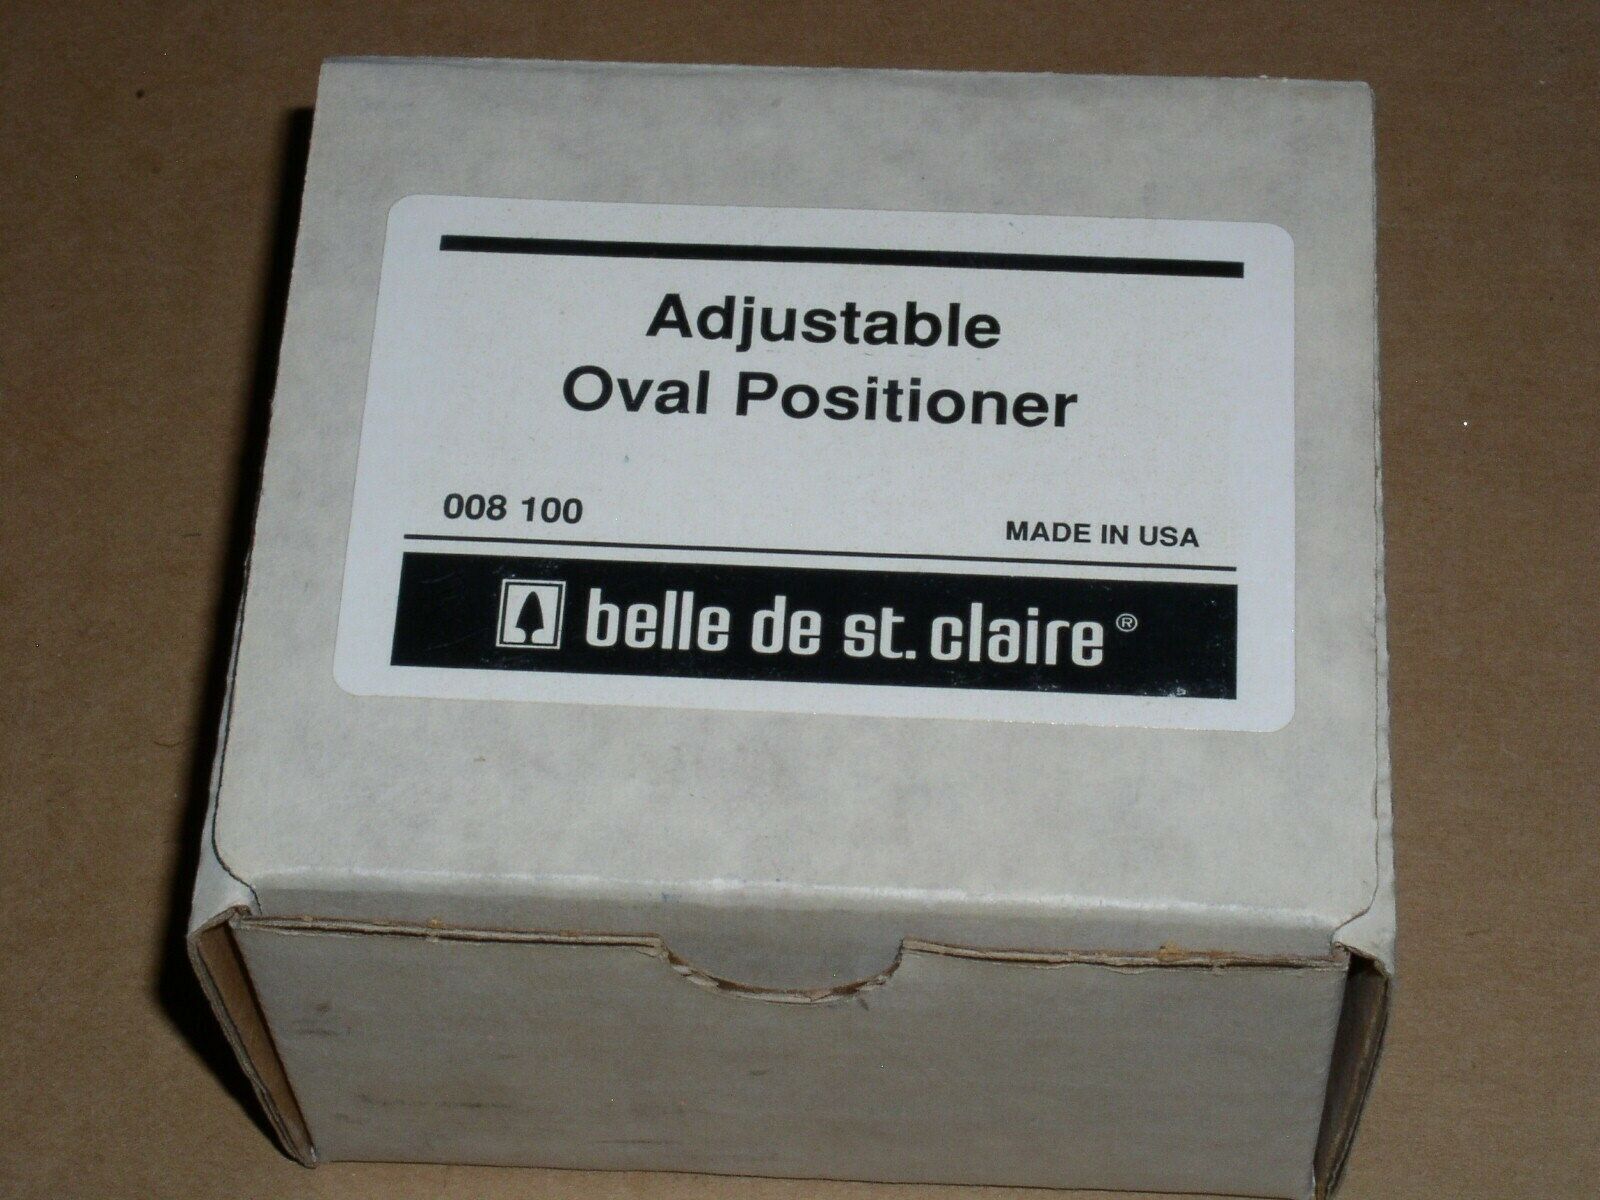 Adjustable
Oval Positioner
008 100
MADE IN USA
belle de st. claire®